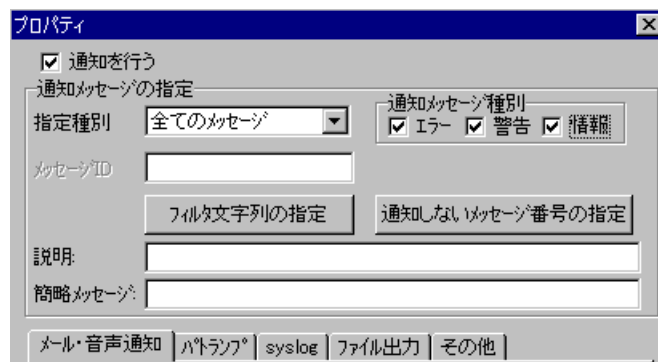 プロパティ
通知を行う
通知メッセージの指定
通知メッセージ種別
指定種別 全てのメッセージ エラー 警告 情報
メッセージID
フィルタ文字列の指定 通知しないメッセージ番号の指定
説明:
簡略メッセージ:
メール・音声通知 パトランプ syslog ファイル出力 その他